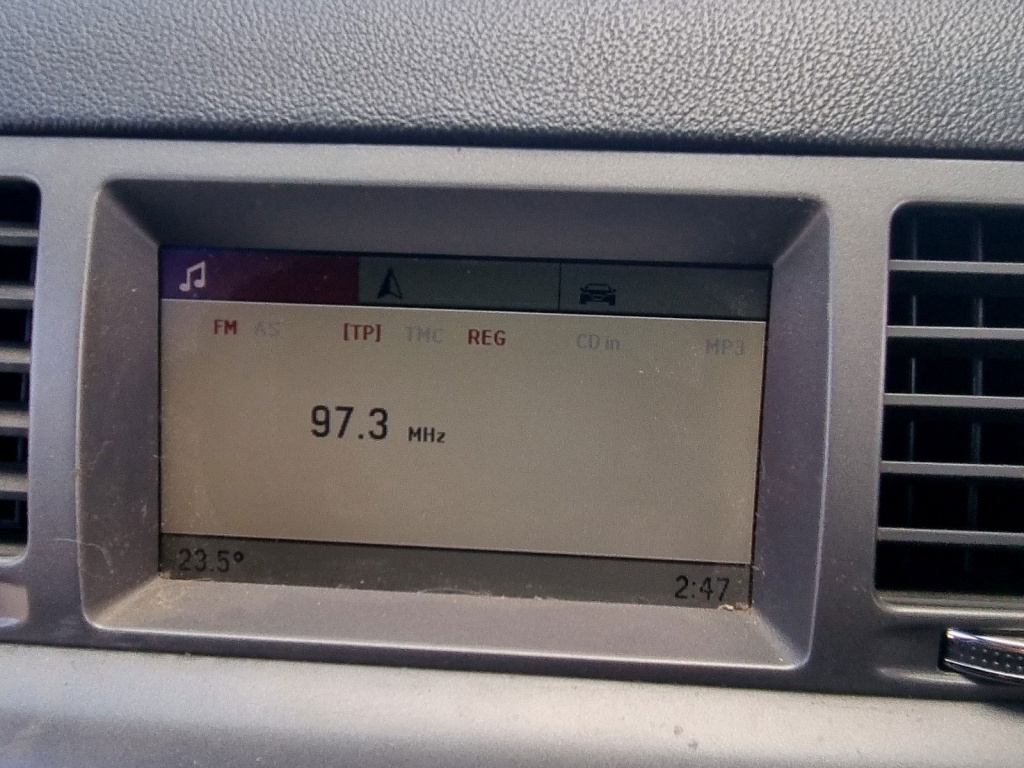 FM AS [TP] TMC REG CD in MP3
97.3 MHz
23.5° 2:47